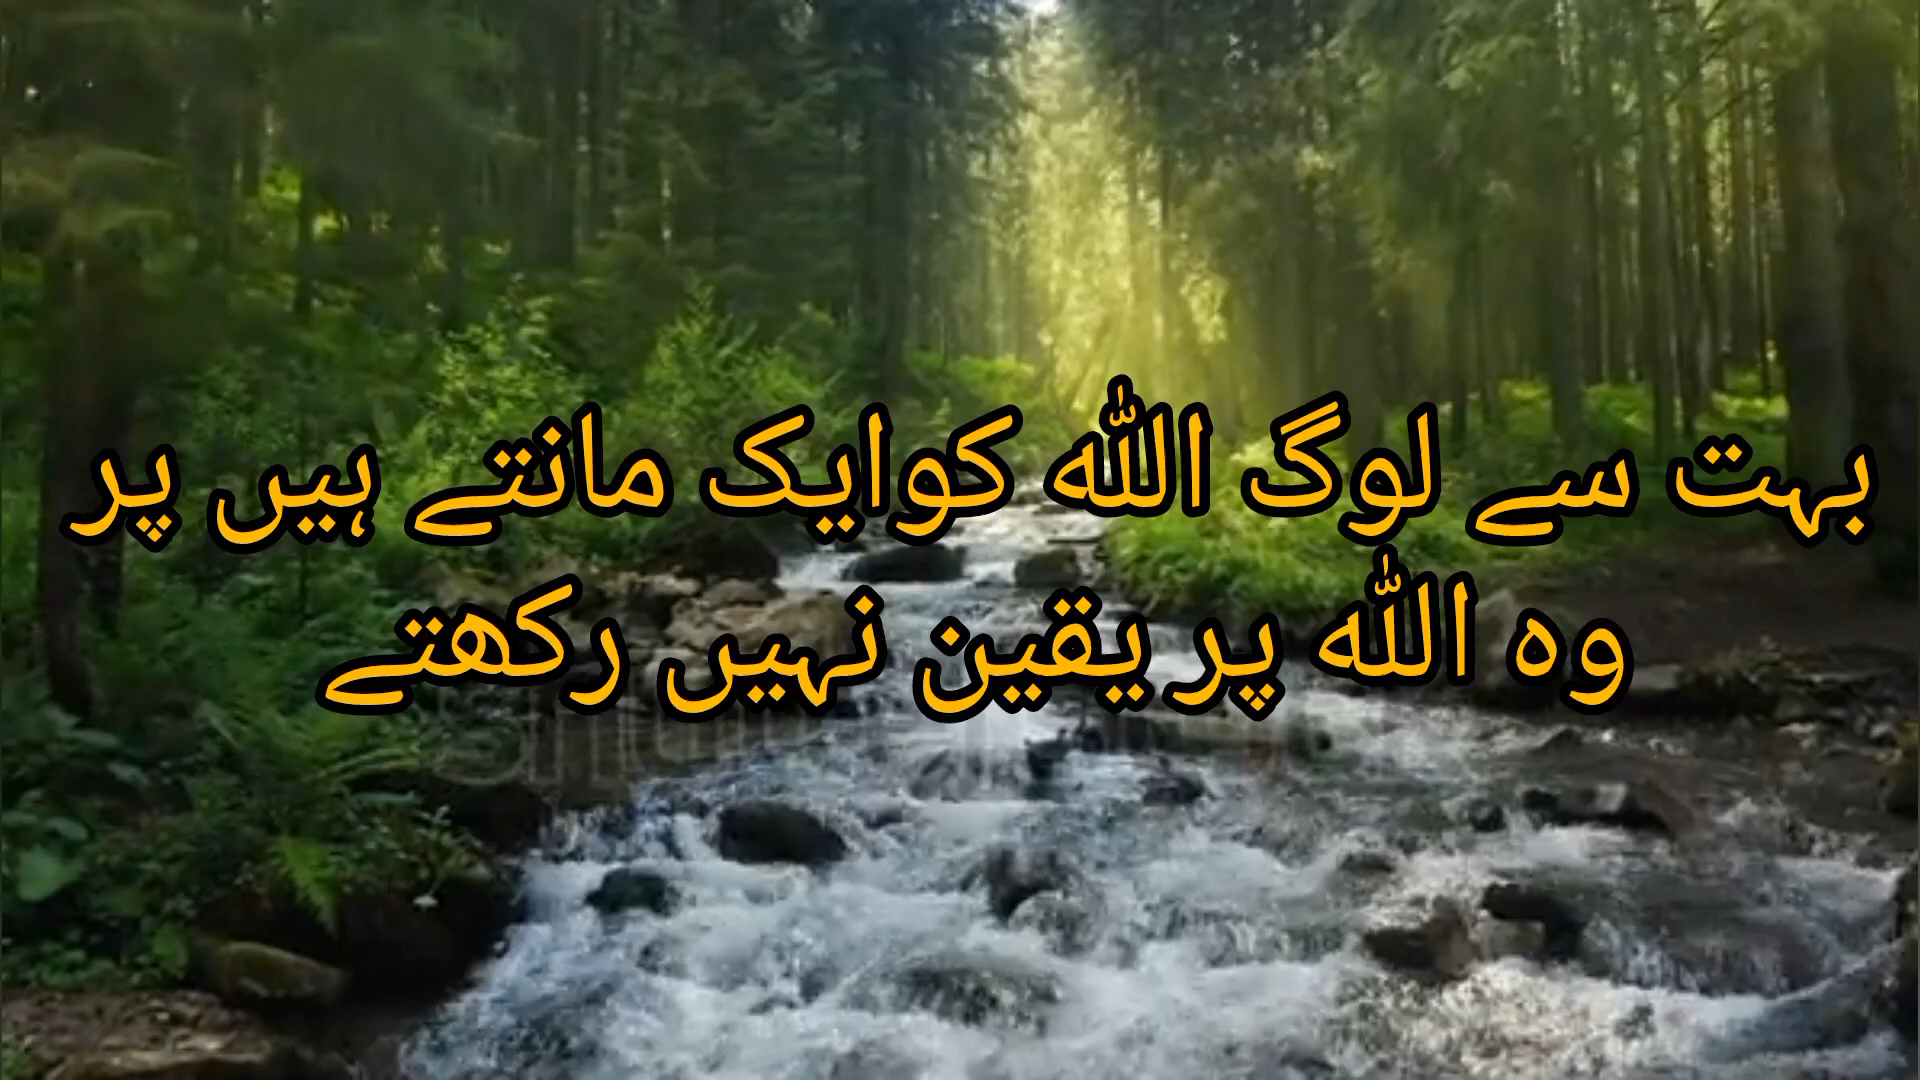 بہت سے لوگ اللہ کوایک مانتے ہیں پر
وہ اللہ پر یقین نہیں رکھتے